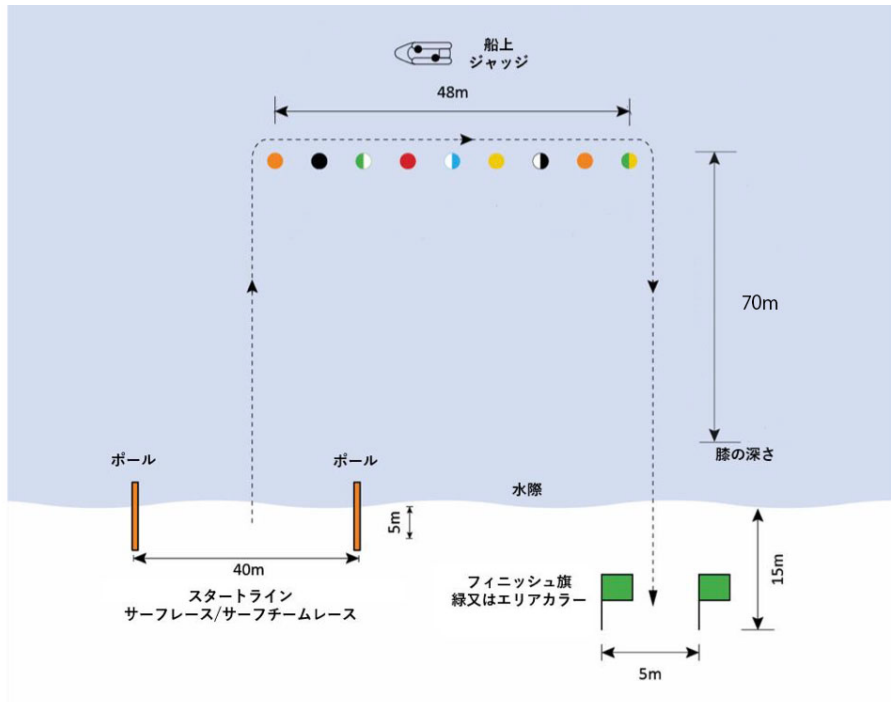 船上
ジャッジ
48m
70m
膝の深さ
ポール
ポール
水際
5m
40m
スタートライン
サーフレース/サーフチームレース
フィニッシュ旗
緑又はエリアカラー
15m
5m